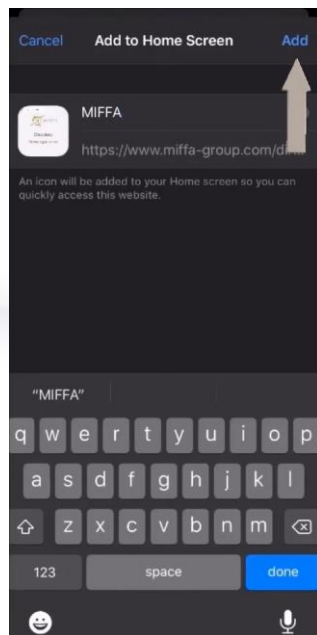 Cancel Add to Home Screen Add
MIFFA
https://www.miffa-group.com/di
An icon will be added to your Home screen so you can
quickly access this website.
"MIFFA"
q w e r t y u i o p
a s d f g h j k l
z x c v b n m
123 space done